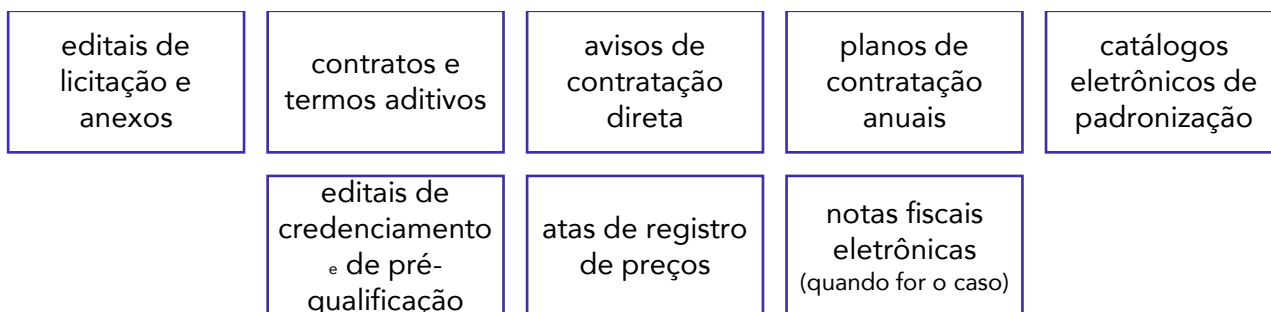 editais de
licitação e
anexos
contratos e
termos aditivos
avisos de
contratação
direta
planos de
contratação
anuais
catálogos
eletrônicos de
padronização
editais de
credenciamento
e de pré-
qualificação
atas de registro
de preços
notas fiscais
eletrônicas
(quando for o caso)